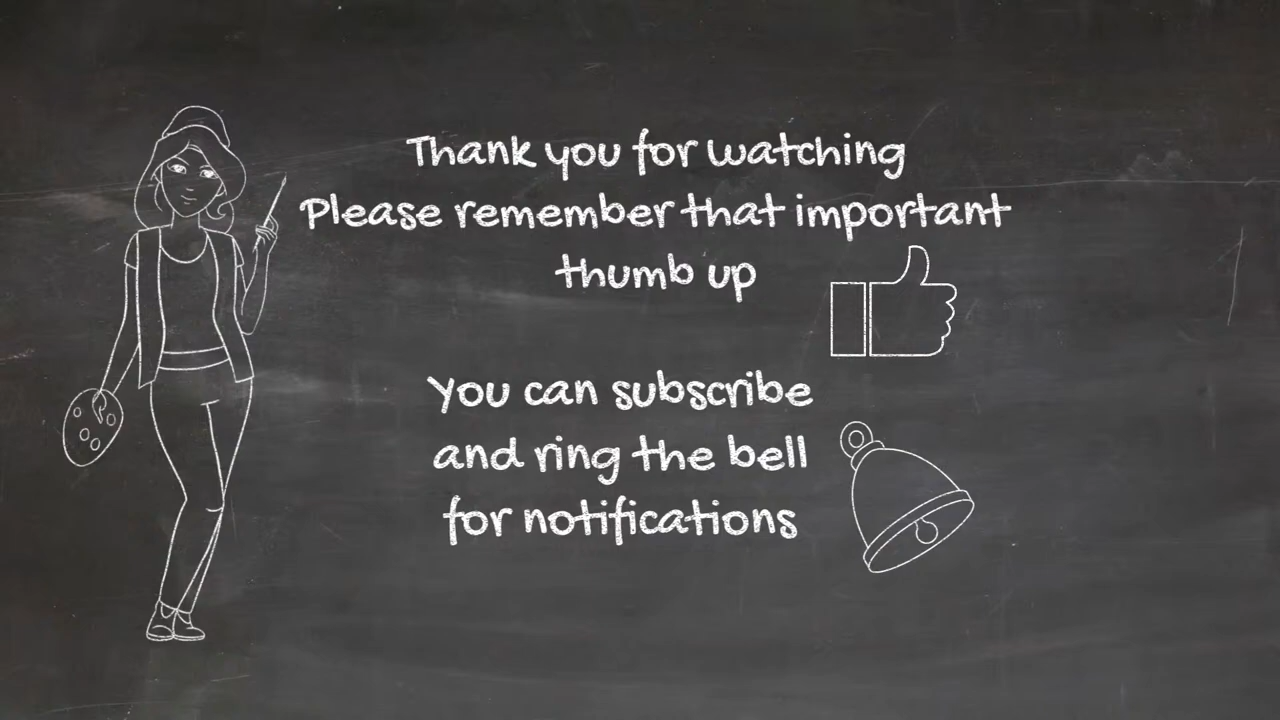 Thank you for watching
Please remember that important
thumb up
You can subscribe
and ring the bell
for notifications